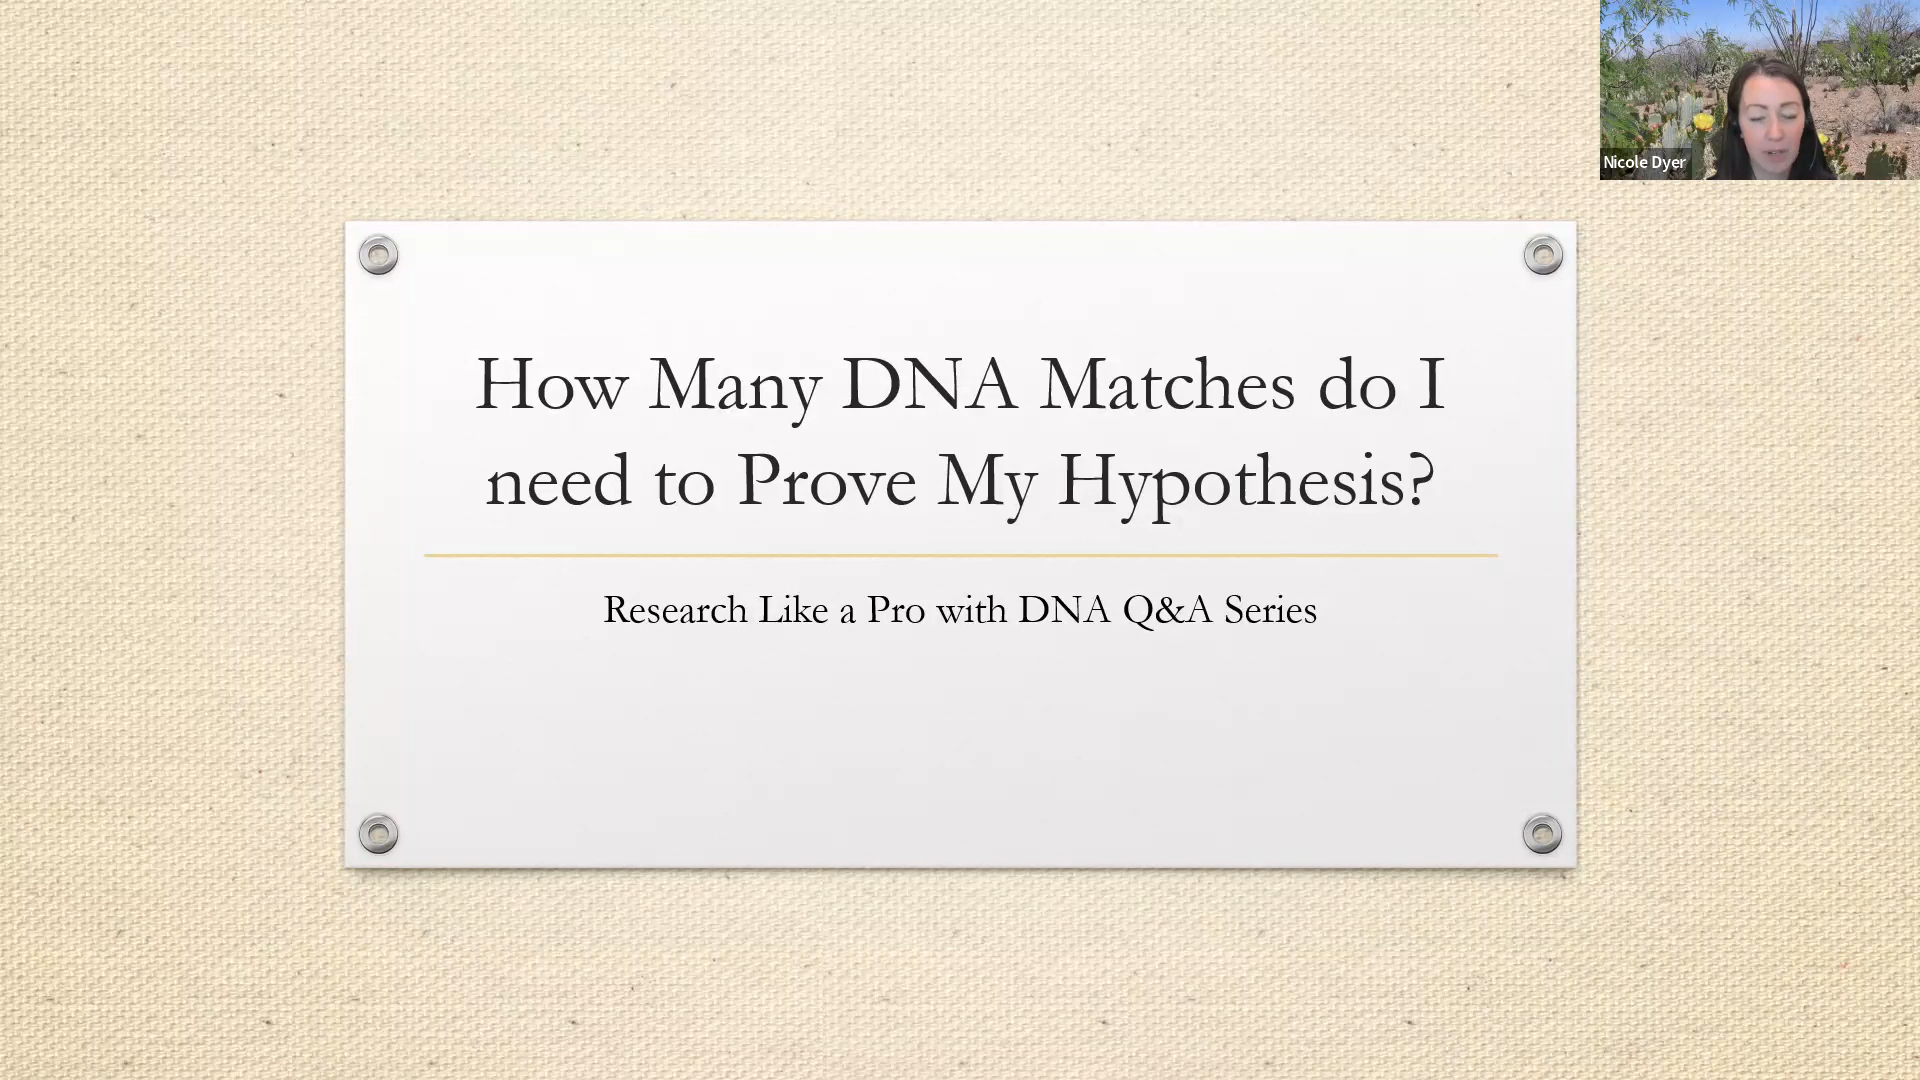 Nicole Dyer
How Many DNA Matches do I
need to Prove My Hypothesis?
Research Like a Pro with DNA Q&A Series